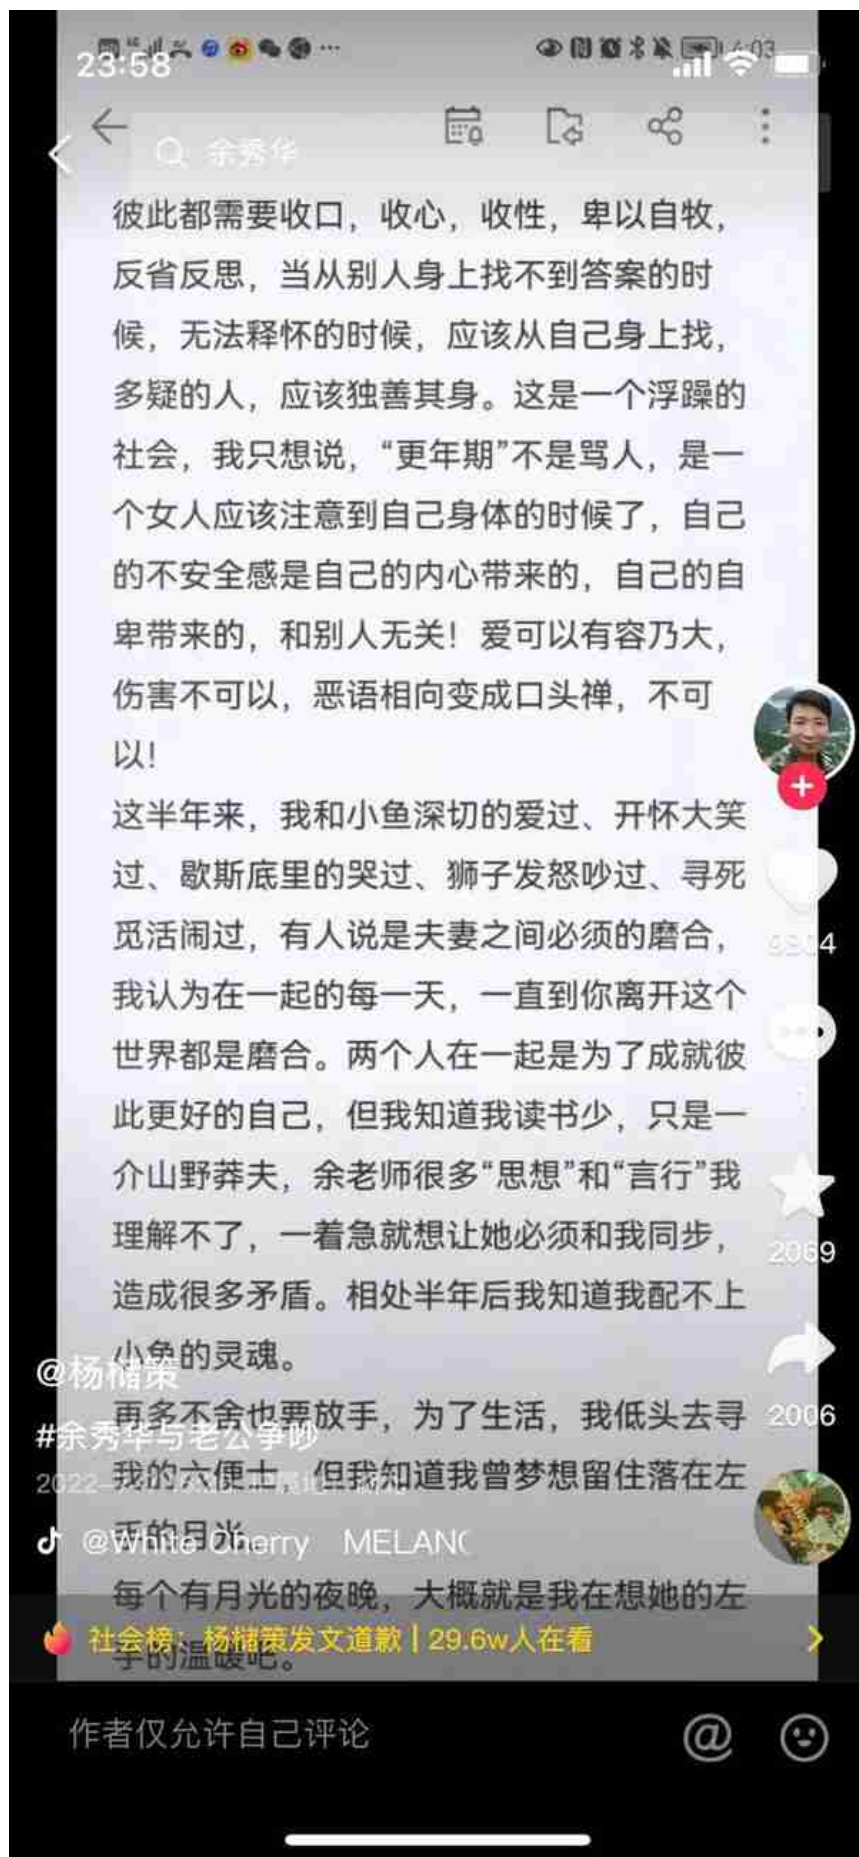 23:58
4:03
余秀华
彼此都需要收口，收心，收性，卑以自牧，
反省反思，当从别人身上找不到答案的时
候，无法释怀的时候，应该从自己身上找，
多疑的人，应该独善其身。这是一个浮躁的
社会，我只想说，“更年期”不是骂人，是一
个女人应该注意到自己身体的时候了，自己
的不安全感是自己的内心带来的，自己的自
卑带来的，和别人无关！爱可以有容乃大，
伤害不可以，恶语相向变成口头禅，不可
以！
这半年来，我和小鱼深切的爱过、开怀大笑
过、歇斯底里的哭过、狮子发怒吵过、寻死
觅活闹过，有人说是夫妻之间必须的磨合，
9304
我认为在一起的每一天，一直到你离开这个
世界都是磨合。两个人在一起是为了成就彼
此更好的自己，但我知道我读书少，只是一
介山野莽夫，余老师很多“思想”和“言行”我
理解不了，一着急就想让她必须和我同步，
2069
造成很多矛盾。相处半年后我知道我配不上
小鱼的灵魂。
@杨槠策
再多不舍也要放手，为了生活，我低头去寻
2006
#余秀华与老公争吵
我的六便士，但我知道我曾梦想留住落在左
2022
手的月光。
@White Cherry MELANC
每个有月光的夜晚，大概就是我在想她的左
社会榜：杨槠策发文道歉 | 29.6w人在看
手的温暖吧。
作者仅允许自己评论